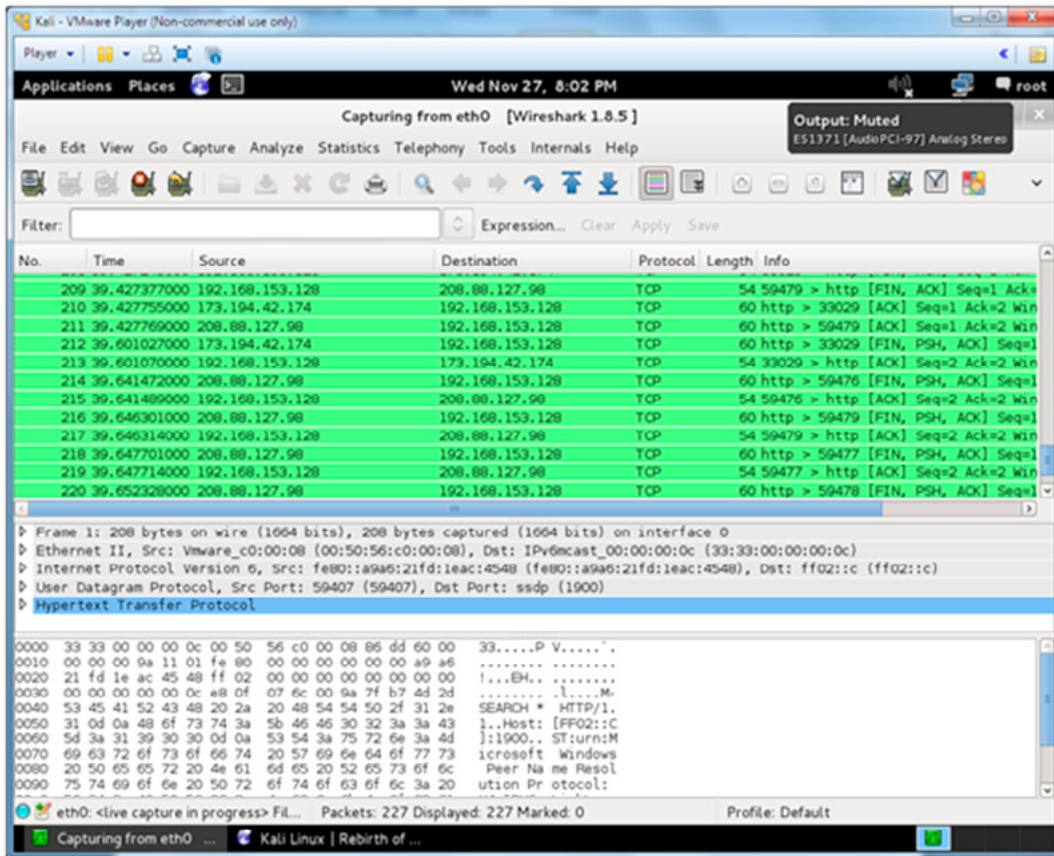 Kali - VMware Player (Non-commercial use only)
Player
Applications Places Wed Nov 27, 8:02 PM root
Capturing from eth0 [Wireshark 1.8.5 ]
Output: Muted
ES1371 [AudioPCI-97] Analog Stereo
File Edit View Go Capture Analyze Statistics Telephony Tools Internals Help
Filter: Expression... Clear Apply Save
No. Time Source Destination Protocol Length Info
209 39.427377000 192.168.153.128 208.88.127.98 TCP 54 59479 > http [FIN, ACK] Seq=1 Ack=
210 39.427755000 173.194.42.174 192.168.153.128 TCP 60 http > 33029 [ACK] Seq=1 Ack=2 Win
211 39.427769000 208.88.127.98 192.168.153.128 TCP 60 http > 59479 [ACK] Seq=1 Ack=2 Win
212 39.601027000 173.194.42.174 192.168.153.128 TCP 60 http > 33029 [FIN, PSH, ACK] Seq=1
213 39.601070000 192.168.153.128 173.194.42.174 TCP 54 33029 > http [ACK] Seq=2 Ack=2 Win
214 39.641472000 208.88.127.98 192.168.153.128 TCP 60 http > 59476 [FIN, PSH, ACK] Seq=1
215 39.641489000 192.168.153.128 208.88.127.98 TCP 54 59476 > http [ACK] Seq=2 Ack=2 Win
216 39.646301000 208.88.127.98 192.168.153.128 TCP 60 http > 59479 [FIN, PSH, ACK] Seq=1
217 39.646314000 192.168.153.128 208.88.127.98 TCP 54 59479 > http [ACK] Seq=2 Ack=2 Win
218 39.647701000 208.88.127.98 192.168.153.128 TCP 60 http > 59477 [FIN, PSH, ACK] Seq=1
219 39.647714000 192.168.153.128 208.88.127.98 TCP 54 59477 > http [ACK] Seq=2 Ack=2 Win
220 39.652328000 208.88.127.98 192.168.153.128 TCP 60 http > 59478 [FIN, PSH, ACK] Seq=1
Frame 1: 208 bytes on wire (1664 bits), 208 bytes captured (1664 bits) on interface 0
Ethernet II, Src: Vmware_c0:00:08 (00:50:56:c0:00:08), Dst: IPv6mcast_00:00:00:0c (33:33:00:00:00:0c)
Internet Protocol Version 6, Src: fe80::a9a6:21fd:1eac:4548 (fe80::a9a6:21fd:1eac:4548), Dst: ff02::c (ff02::c)
User Datagram Protocol, Src Port: 59407 (59407), Dst Port: ssdp (1900)
Hypertext Transfer Protocol
0000 33 33 00 00 00 0c 00 50 56 c0 00 08 86 dd 60 00 33.....P V.....`.
0010 00 00 00 9a 11 01 fe 80 00 00 00 00 00 00 a9 a6 ........ ........
0020 21 fd 1e ac 45 48 ff 02 00 00 00 00 00 00 00 00 !...EH.. ........
0030 00 00 00 00 00 0c e8 0f 07 6c 00 9a 7f b7 4d 2d ........ .l....M-
0040 53 45 41 52 43 48 20 2a 20 48 54 54 50 2f 31 2e SEARCH * HTTP/1.
0050 31 0d 0a 48 6f 73 74 3a 5b 46 46 30 32 3a 3a 43 1..Host: [FF02::C
0060 5d 3a 31 39 30 30 0d 0a 53 54 3a 75 72 6e 3a 4d ]:1900.. ST:urn:M
0070 69 63 72 6f 73 6f 66 74 20 57 69 6e 64 6f 77 73 icrosoft Windows
0080 20 50 65 65 72 20 4e 61 6d 65 20 52 65 73 6f 6c Peer Na me Resol
0090 75 74 69 6f 6e 20 50 72 6f 74 6f 63 6f 6c 3a 20 ution Pr otocol:
eth0: <live capture in progress> Fil... Packets: 227 Displayed: 227 Marked: 0 Profile: Default
Capturing from eth0 ... Kali Linux | Rebirth of ...